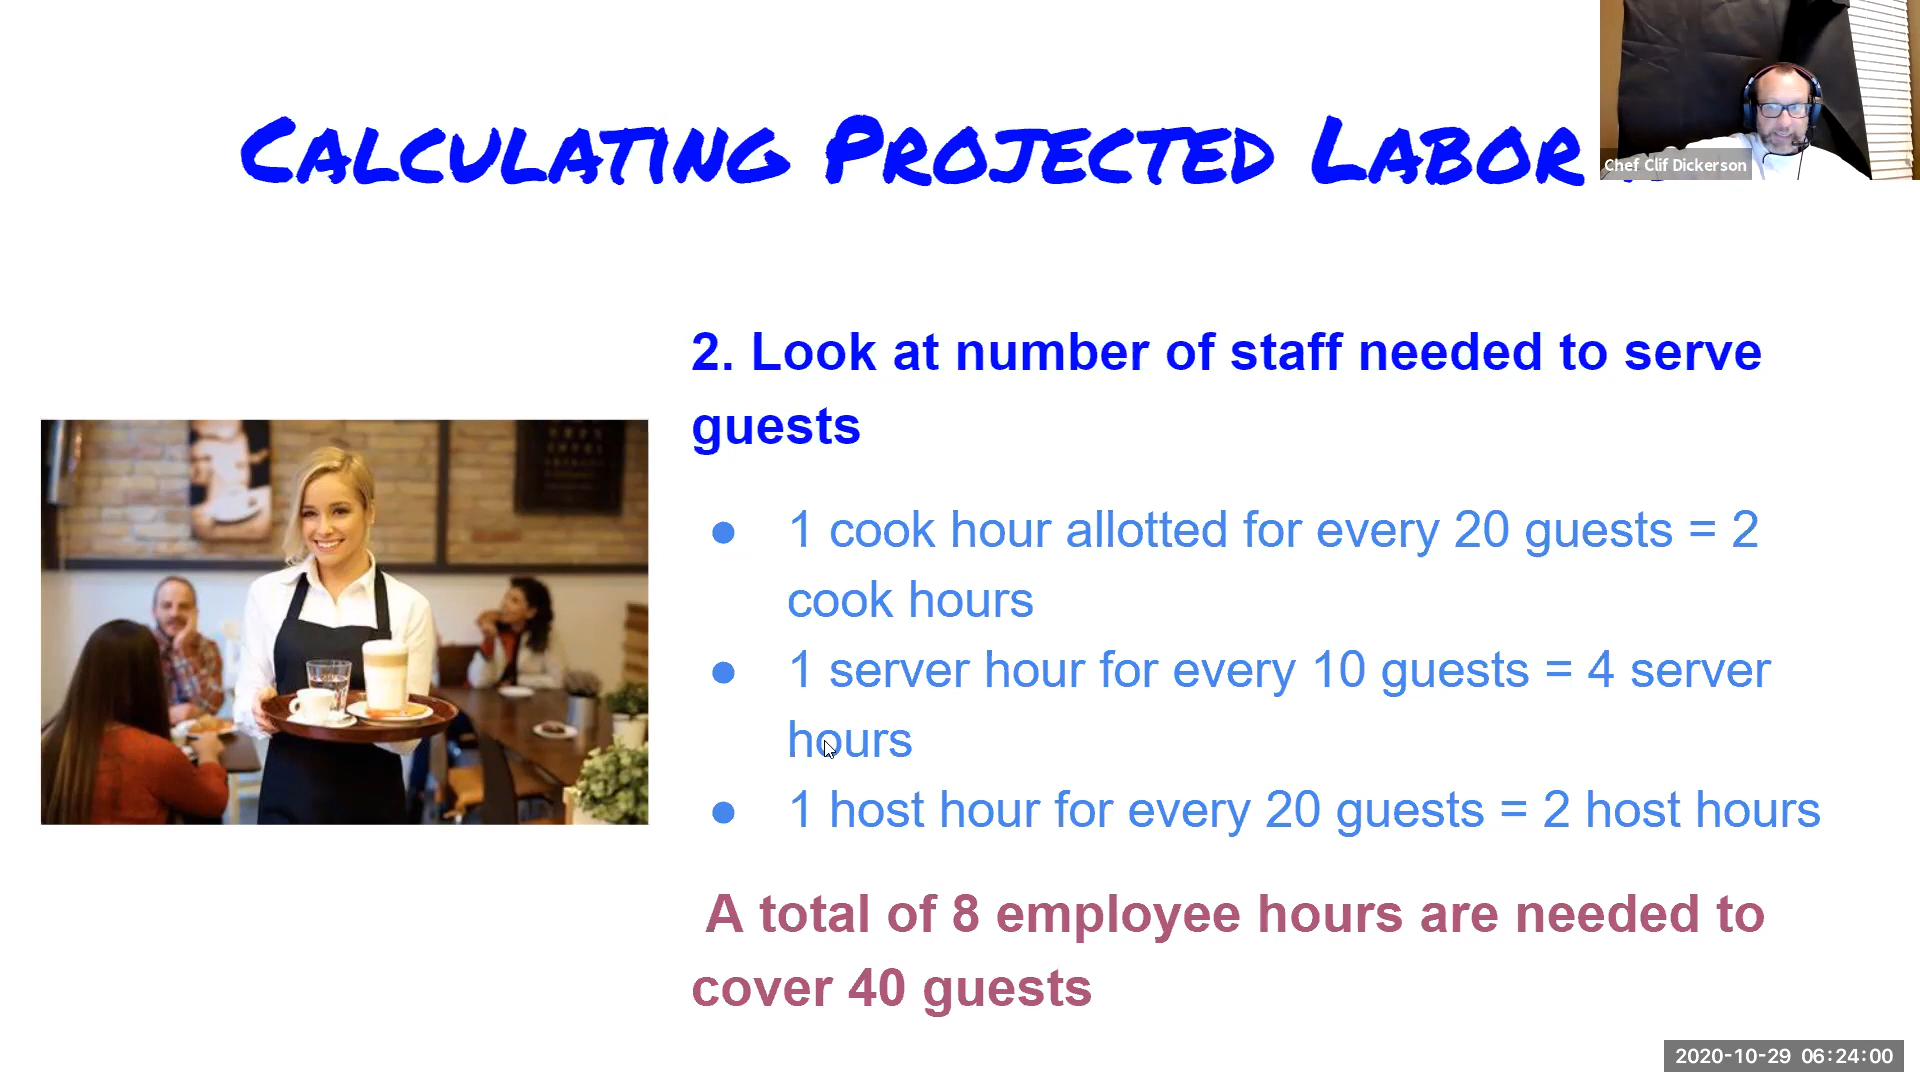 Calculating Projected Labor
Chef Clif Dickerson
2. Look at number of staff needed to serve
guests
● 1 cook hour allotted for every 20 guests = 2
cook hours
● 1 server hour for every 10 guests = 4 server
hours
● 1 host hour for every 20 guests = 2 host hours
A total of 8 employee hours are needed to
cover 40 guests
2020-10-29 06:24:00